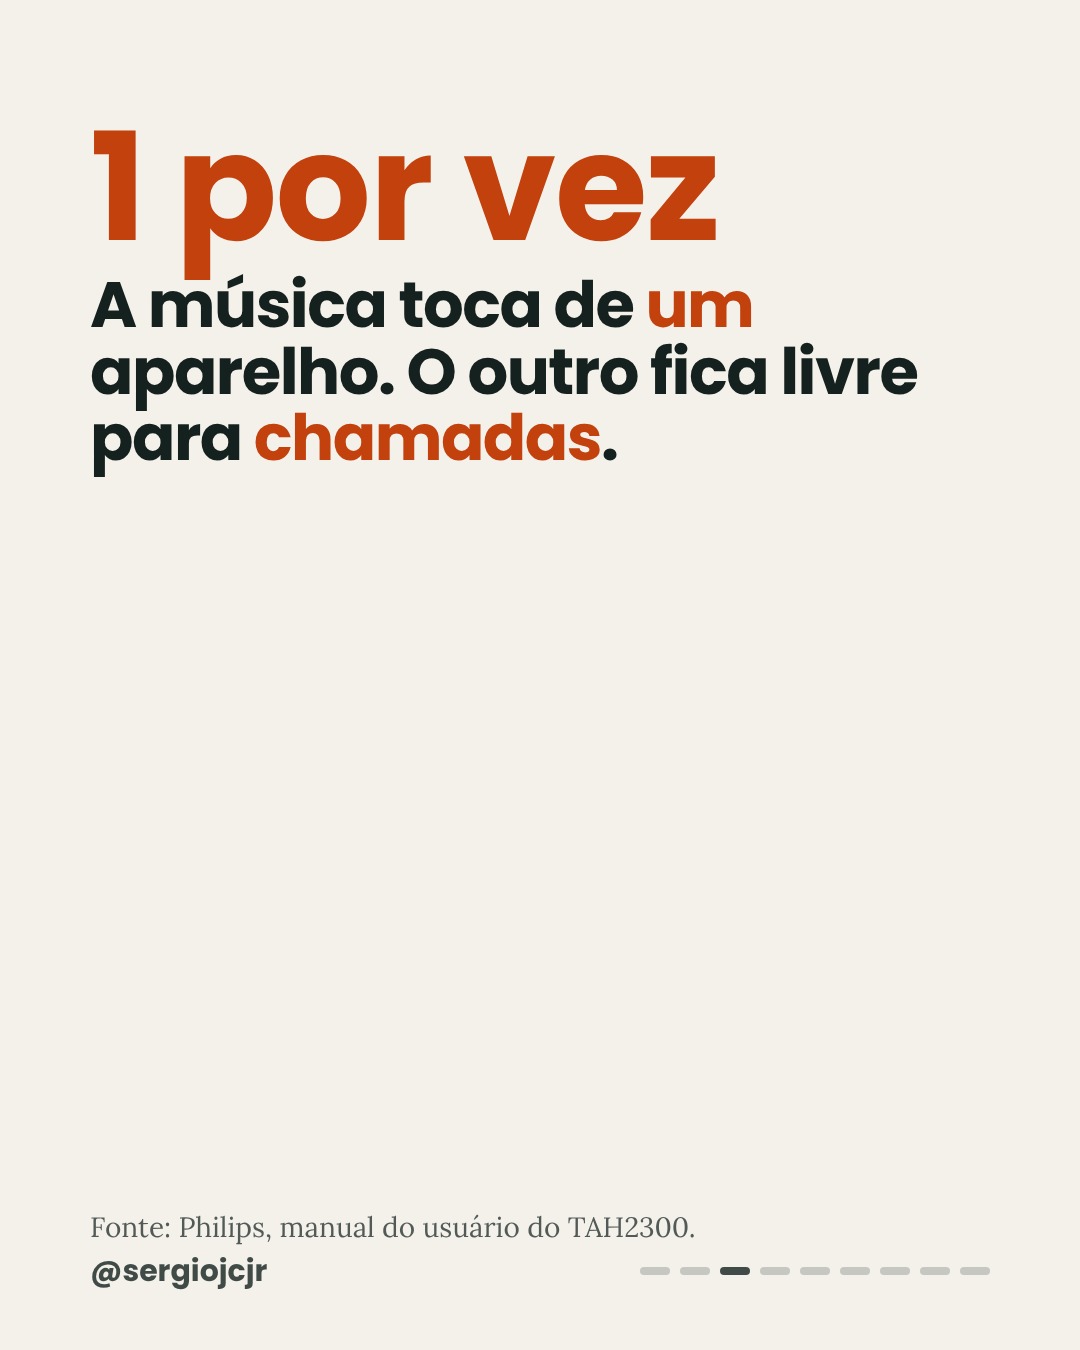 1 por vez
A música toca de um
aparelho. O outro fica livre
para chamadas.
Fonte: Philips, manual do usuário do TAH2300.
@sergiojcjr